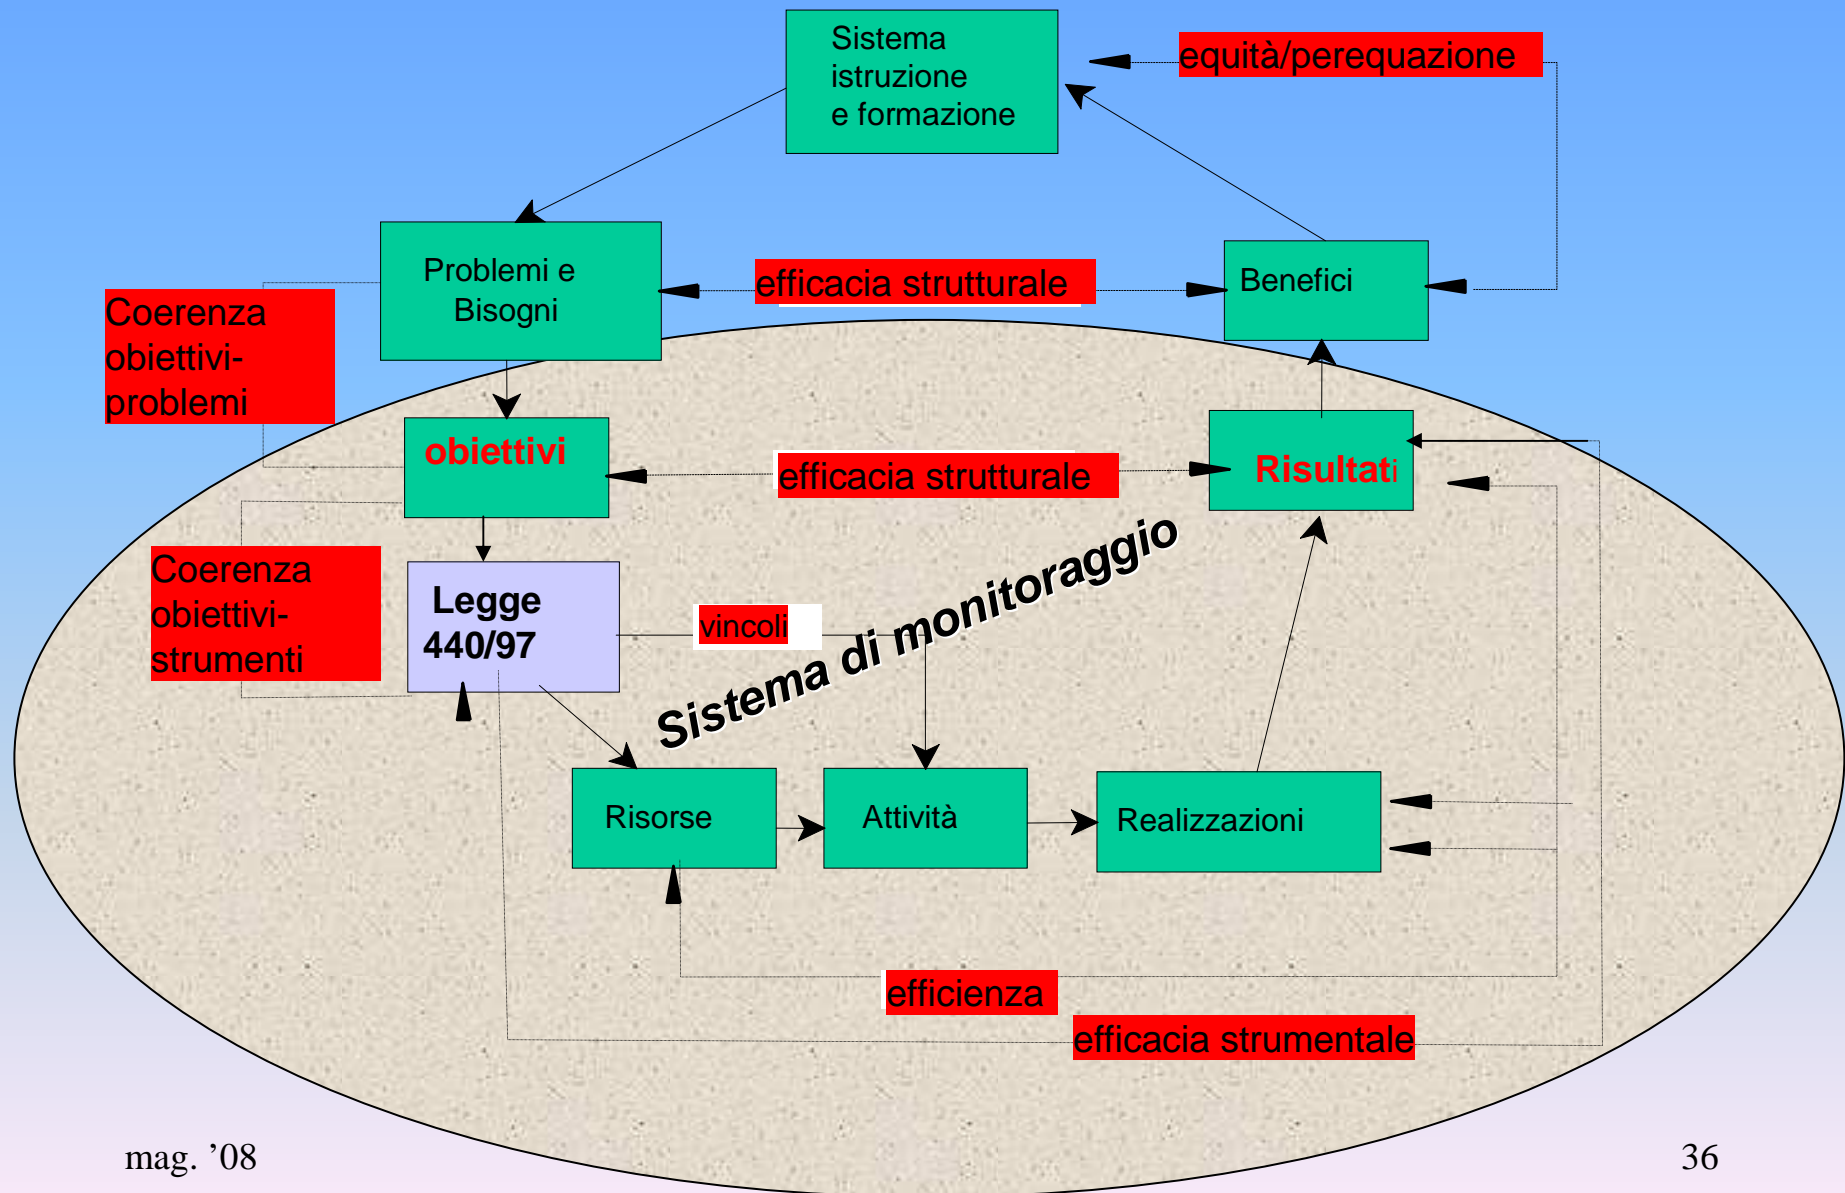 Sistema
istruzione
e formazione
equità/perequazione
Problemi e
Bisogni
efficacia strutturale
Benefici
Coerenza
obiettivi-
problemi
obiettivi
efficacia strutturale
Risultati
Coerenza
obiettivi-
strumenti
Legge
440/97
vincoli
Sistema di monitoraggio
Risorse
Attività
Realizzazioni
efficienza
efficacia strumentale
mag. ’08
36